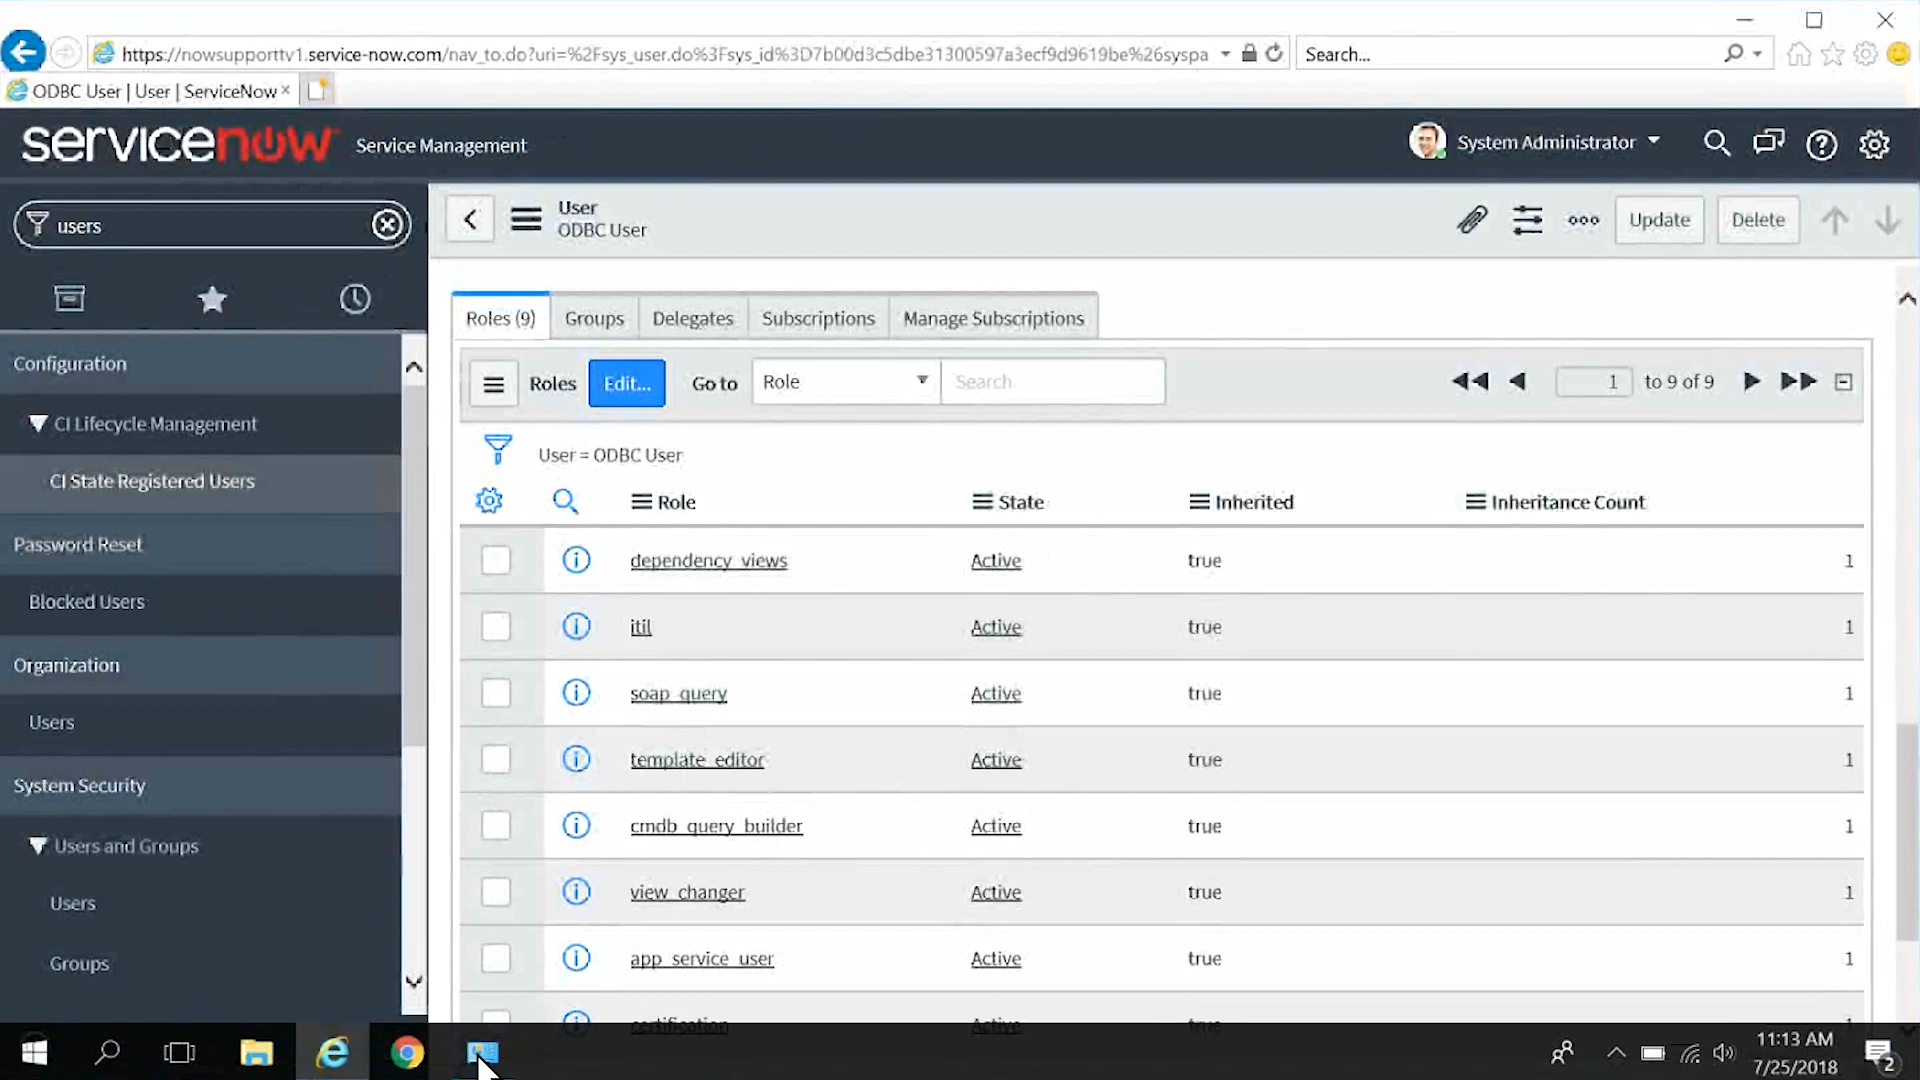 https://nowsupporttv1.service-now.com/nav_to.do?uri=%2Fsys_user.do%3Fsys_id%3D7b00d3c5dbe31300597a3ecf9d9619be%26syspa
Search...
ODBC User | User | ServiceNow
servicenow Service Management
System Administrator
users
User
ODBC User
Update Delete
Configuration
CI Lifecycle Management
CI State Registered Users
Password Reset
Blocked Users
Organization
Users
System Security
Users and Groups
Users
Groups
Roles (9) Groups Delegates Subscriptions Manage Subscriptions
Roles Edit... Go to Role Search 1 to 9 of 9
User = ODBC User
Role State Inherited Inheritance Count
dependency_views Active true 1
itil Active true 1
soap_query Active true 1
template_editor Active true 1
cmdb_query_builder Active true 1
view_changer Active true 1
app_service_user Active true 1
certification Active true 1
11:13 AM
7/25/2018
2